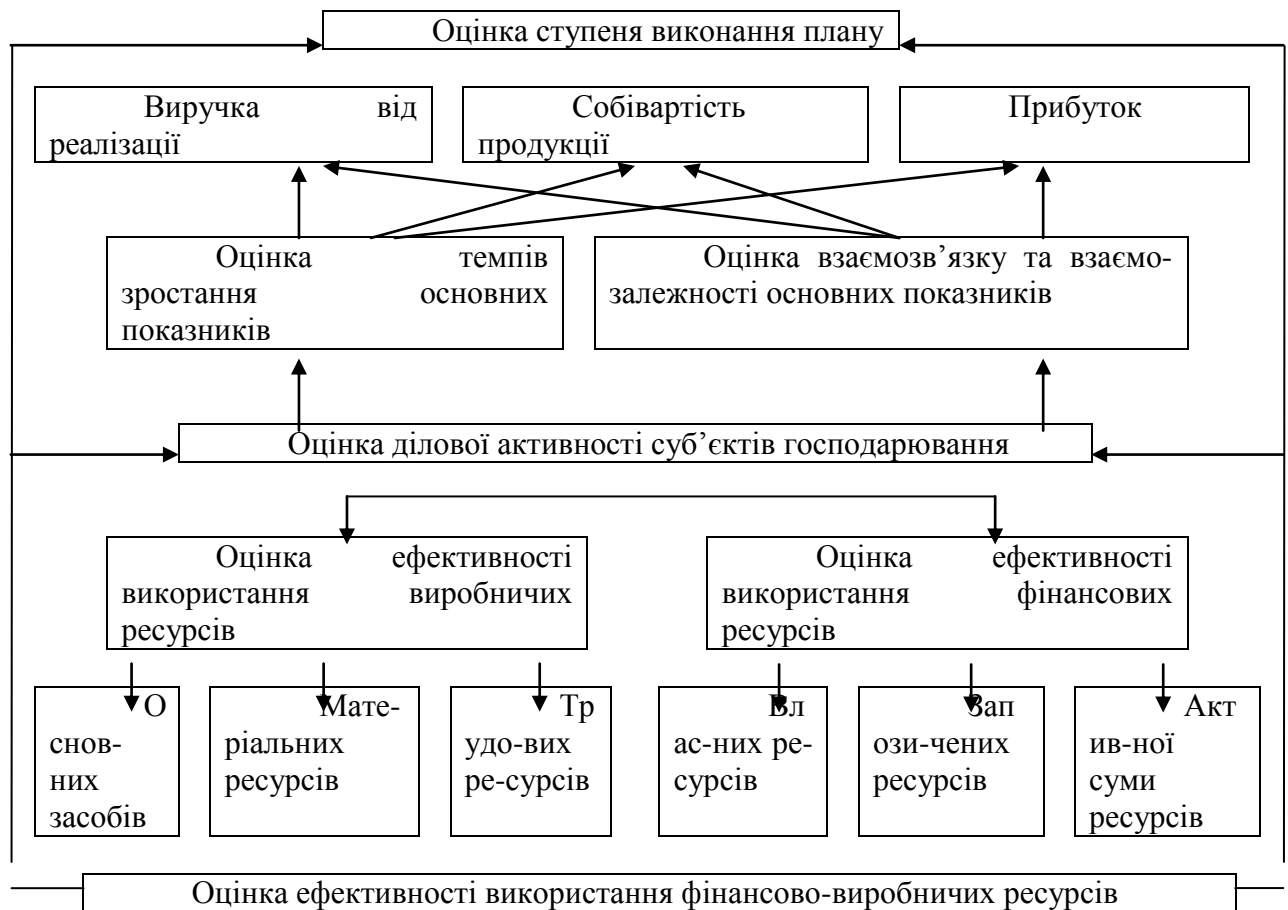 Оцінка ступеня виконання плану
Виручка від
реалізації
Собівартість
продукції
Прибуток
Оцінка темпів
зростання основних
показників
Оцінка взаємозв’язку та взаємо-
залежності основних показників
Оцінка ділової активності суб’єктів господарювання
Оцінка ефективності
використання виробничих
ресурсів
Оцінка ефективності
використання фінансових
ресурсів
О
снов-
них
засобів
Мате-
ріальних
ресурсів
Тр
удо-вих
ре-сурсів
Вл
ас-них ре-
сурсів
Зап
ози-чених
ресурсів
Акт
ив-ної
суми
ресурсів
Оцінка ефективності використання фінансово-виробничих ресурсів